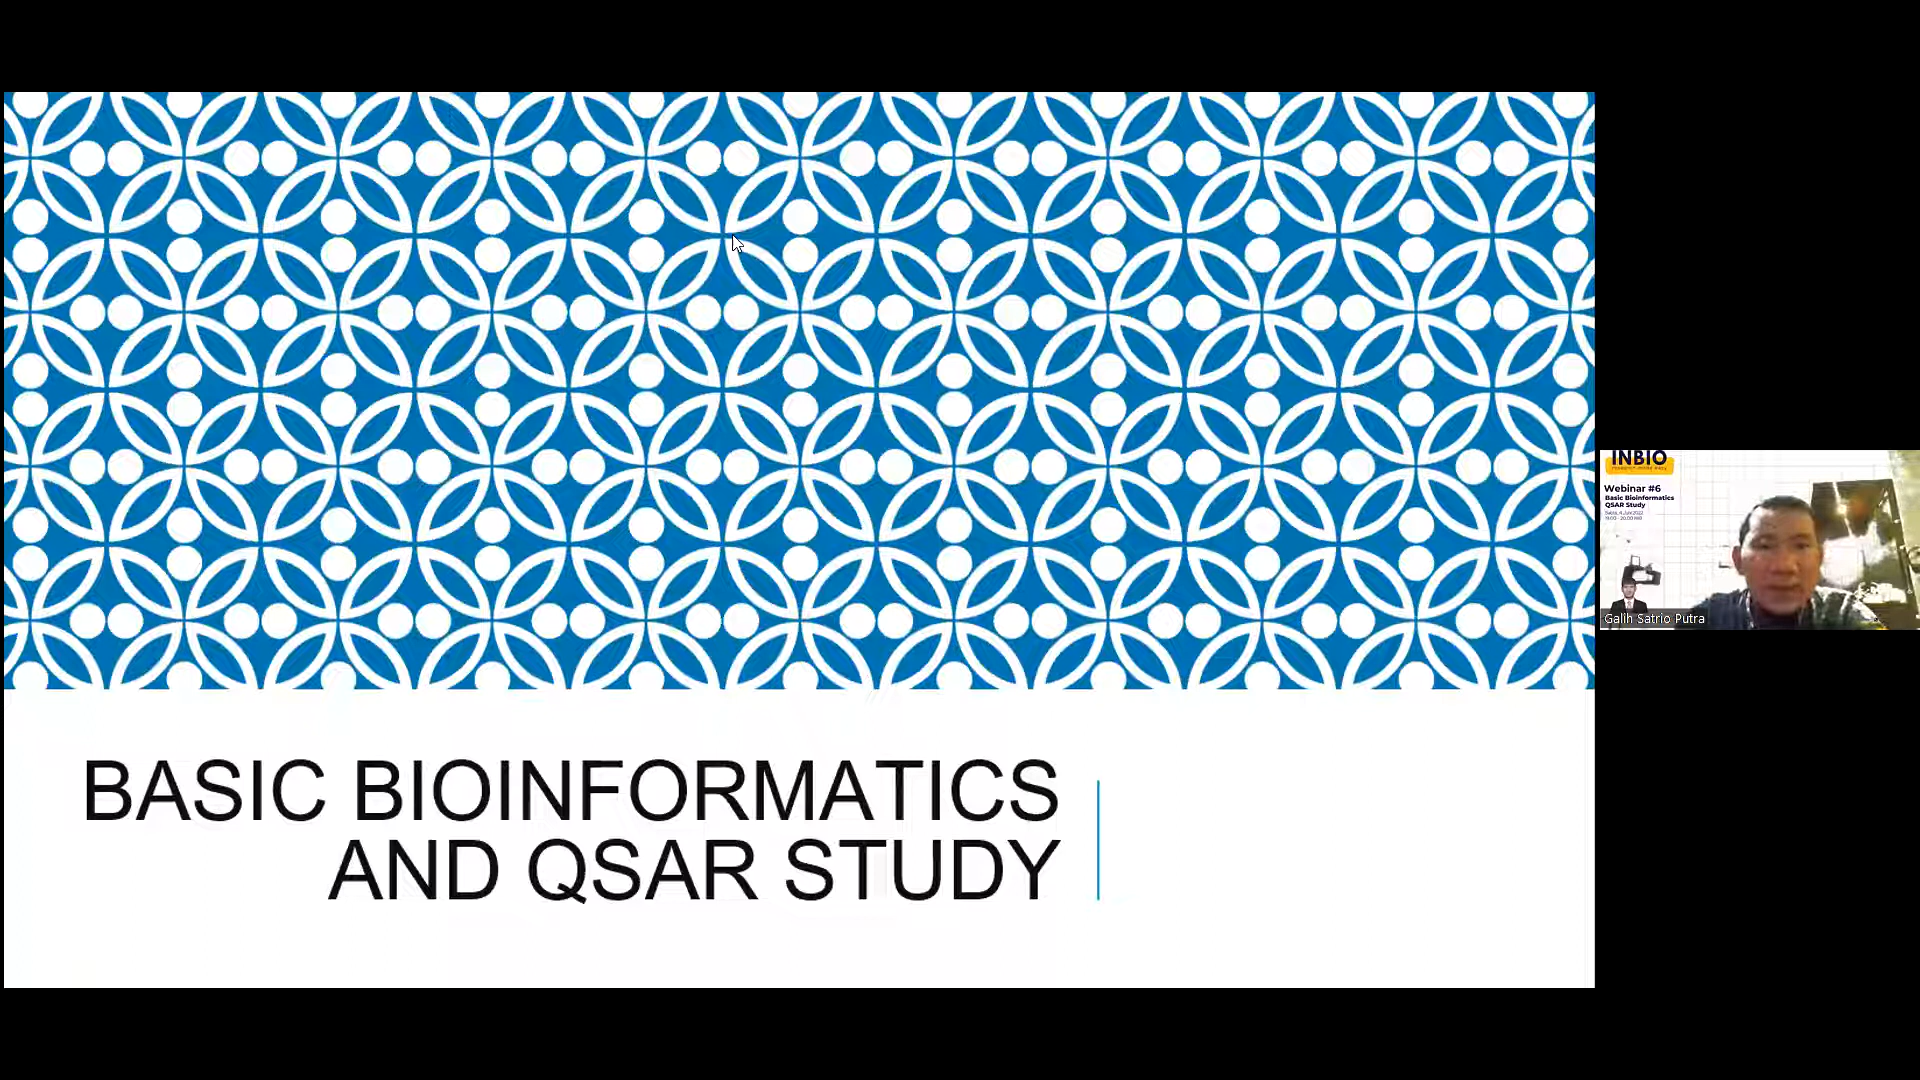 BASIC BIOINFORMATICS
AND QSAR STUDY
INBIO
Webinar #6
Basic Bioinformatics
QSAR Study
Galih Satrio Putra